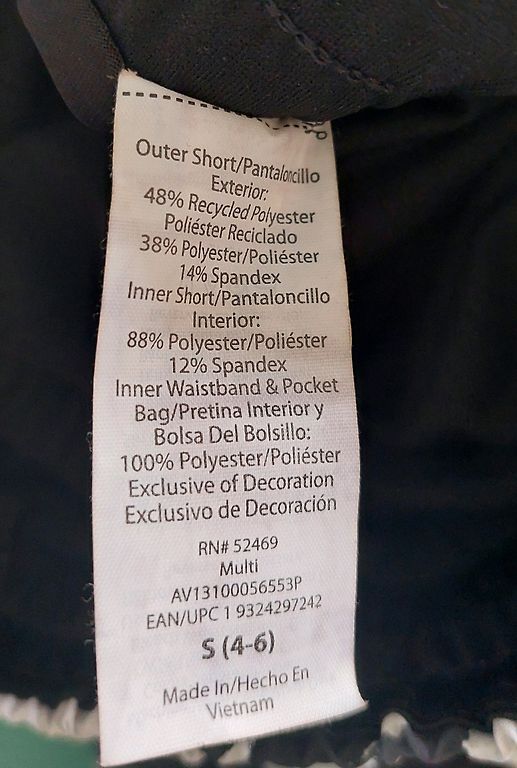 Outer Short/Pantaloncillo
Exterior:
48% Recycled Polyester
Poliéster Reciclado
38% Polyester/Poliéster
14% Spandex
Inner Short/Pantaloncillo
Interior:
88% Polyester/Poliéster
12% Spandex
Inner Waistband & Pocket
Bag/Pretina Interior y
Bolsa Del Bolsillo:
100% Polyester/Poliéster
Exclusive of Decoration
Exclusivo de Decoración
RN# 52469
Multi
AV13100056553P
EAN/UPC 1 9324297242
S (4-6)
Made In/Hecho En
Vietnam